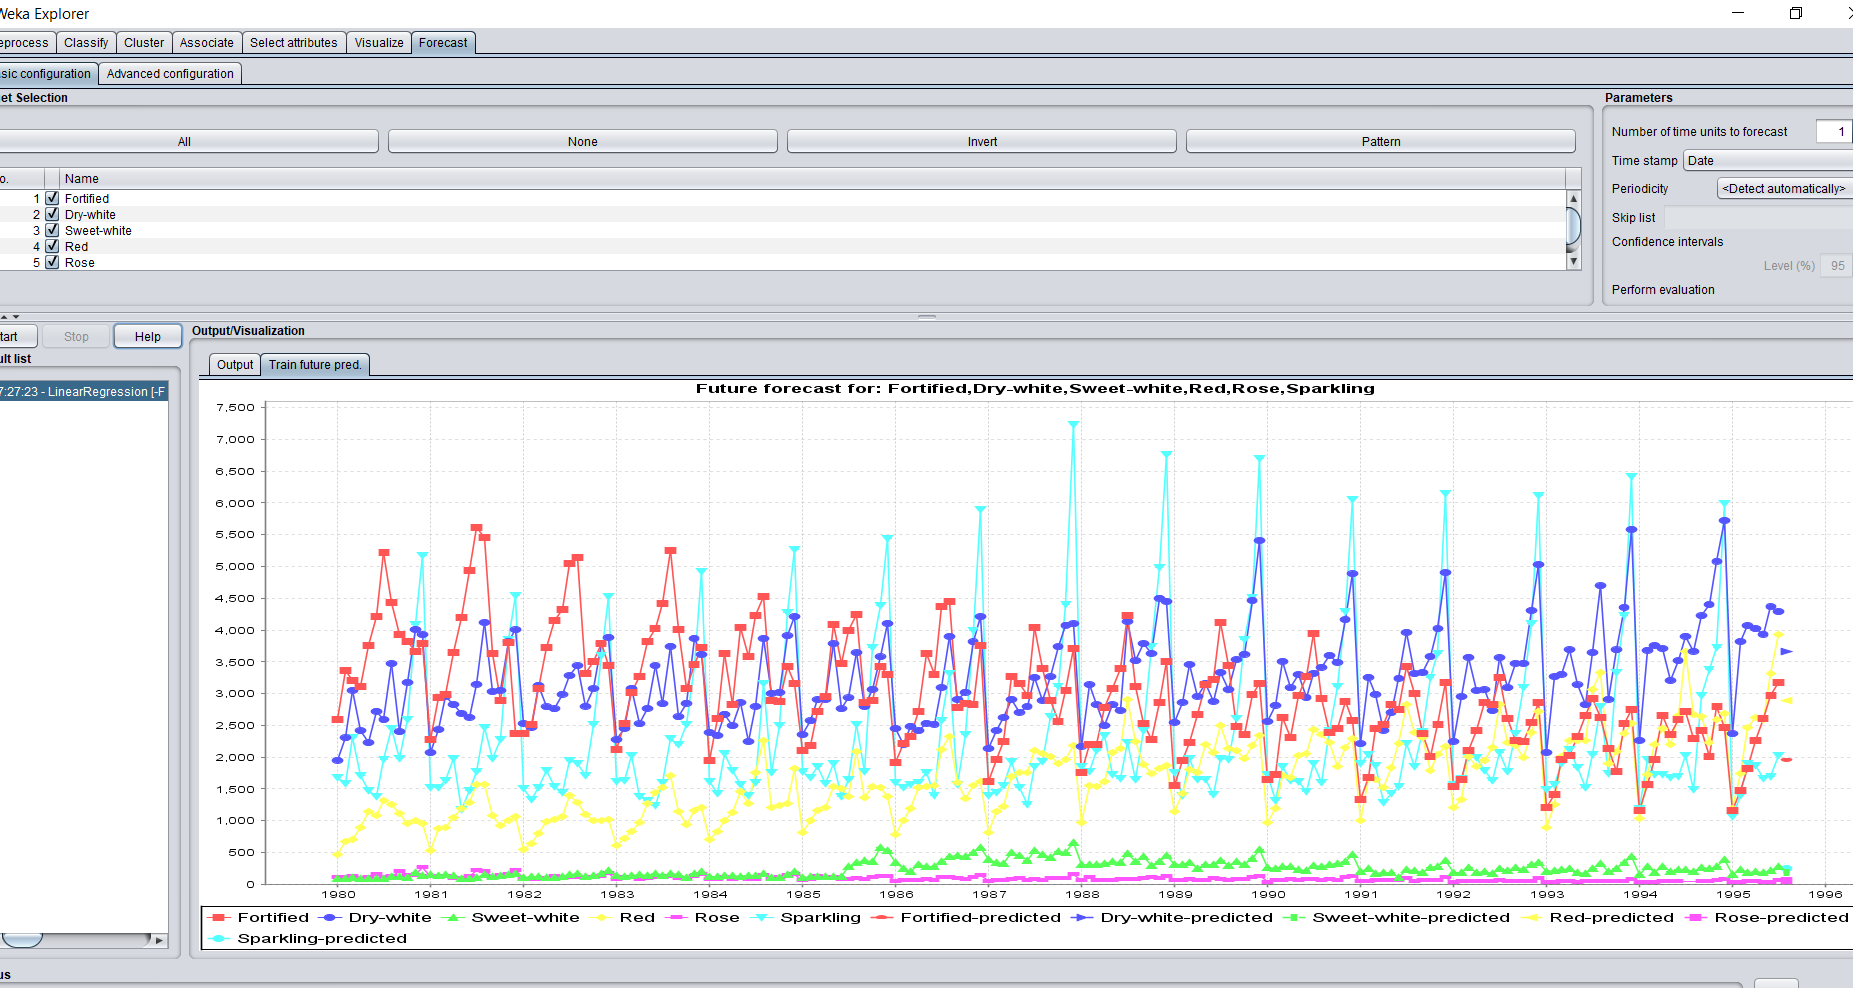 Weka Explorer
eprocess Classify Cluster Associate Select attributes Visualize Forecast
sic configuration Advanced configuration
et Selection
All None Invert Pattern
o. Name
1 Fortified
2 Dry-white
3 Sweet-white
4 Red
5 Rose
Parameters
Number of time units to forecast 1
Time stamp Date
Periodicity <Detect automatically>
Skip list
Confidence intervals
Level (%) 95
Perform evaluation
tart Stop Help
ult list
7:27:23 - LinearRegression [-F
Output/Visualization
Output Train future pred.
Future forecast for: Fortified,Dry-white,Sweet-white,Red,Rose,Sparkling
7,500
7,000
6,500
6,000
5,500
5,000
4,500
4,000
3,500
3,000
2,500
2,000
1,500
1,000
500
0
1980 1981 1982 1983 1984 1985 1986 1987 1988 1989 1990 1991 1992 1993 1994 1995 1996
Fortified Dry-white Sweet-white Red Rose Sparkling Fortified-predicted Dry-white-predicted Sweet-white-predicted Red-predicted Rose-predicted
Sparkling-predicted
us